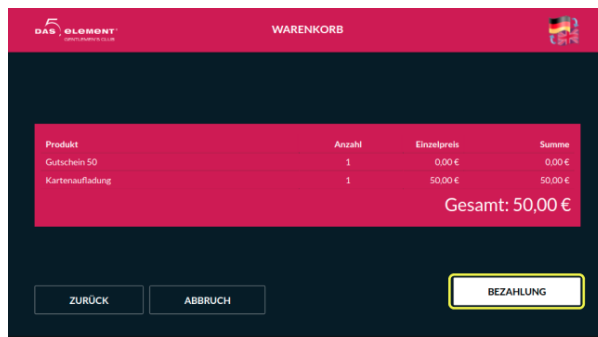 5
DAS element
GENTLEMEN'S CLUB
WARENKORB
Produkt Anzahl Einzelpreis Summe
Gutschein 50 1 0,00 € 0,00 €
Kartenaufladung 1 50,00 € 50,00 €
Gesamt: 50,00 €
ZURÜCK ABBRUCH BEZAHLUNG